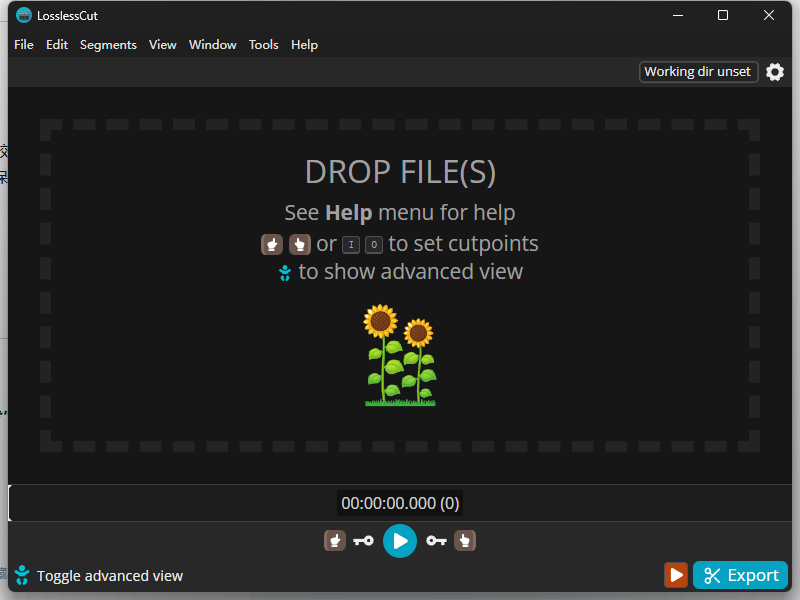 LosslessCut
File Edit Segments View Window Tools Help
Working dir unset
DROP FILE(S)
See Help menu for help
or I O to set cutpoints
to show advanced view
00:00:00.000 (0)
Toggle advanced view
Export